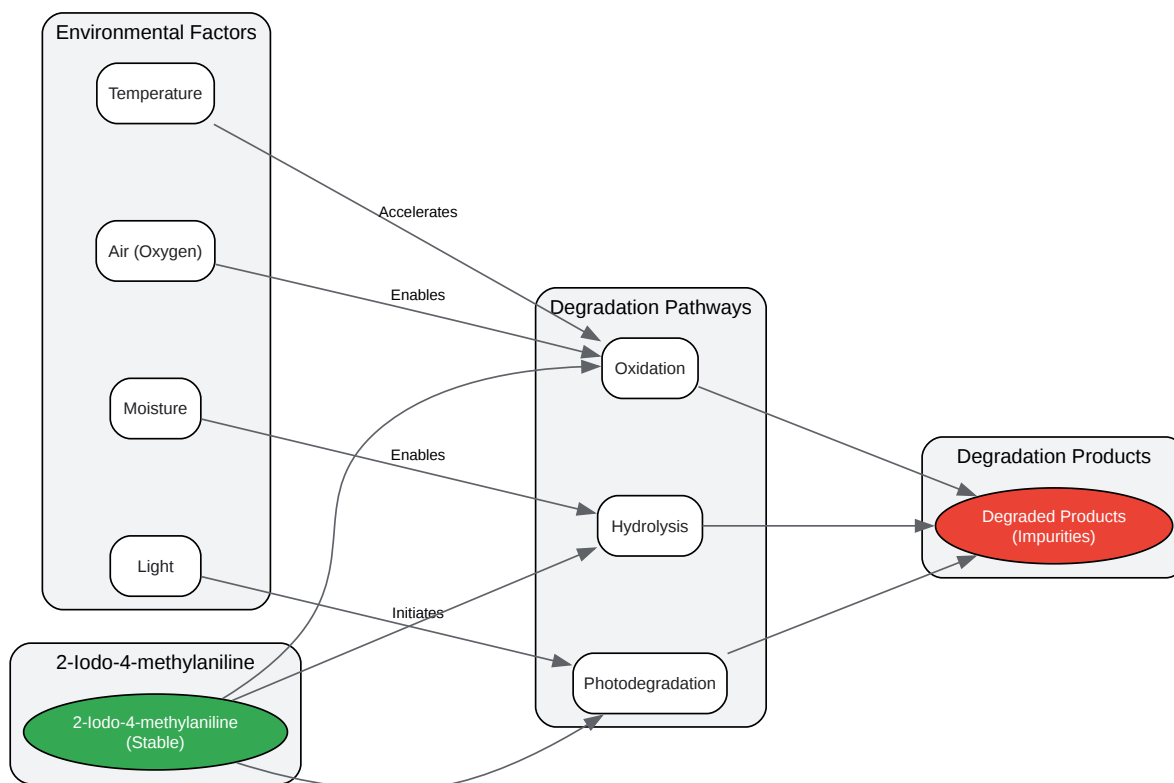 Environmental Factors
Temperature
Accelerates
Air (Oxygen)
Enables
Moisture
Enables
Light
Initiates
2-Iodo-4-methylaniline
2-Iodo-4-methylaniline
(Stable)
Degradation Pathways
Oxidation
Hydrolysis
Photodegradation
Degradation Products
Degraded Products
(Impurities)